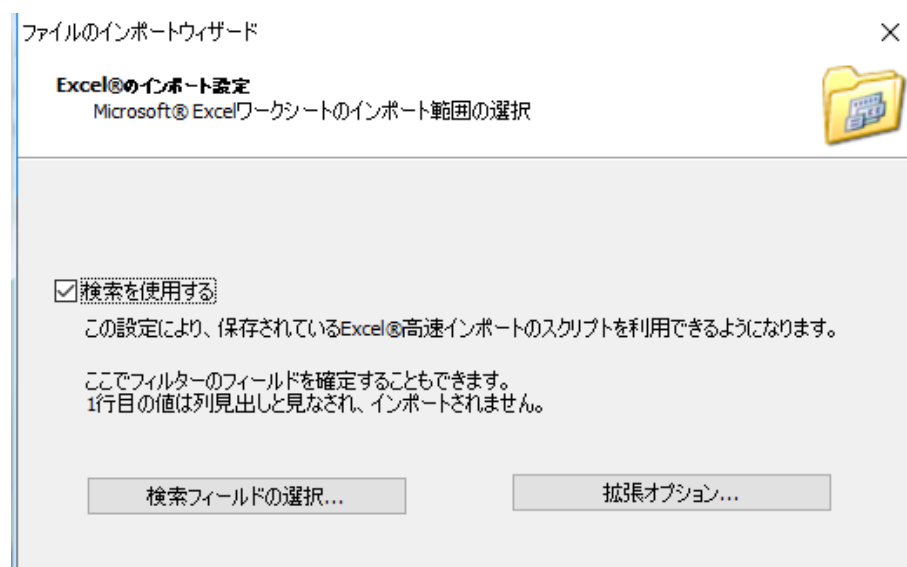 ファイルのインポートウィザード
Excel®のインポート設定
Microsoft® Excelワークシートのインポート範囲の選択
検索を使用する
この設定により、保存されているExcel®高速インポートのスクリプトを利用できるようになります。
ここでフィルターのフィールドを確定することもできます。
1行目の値は列見出しと見なされ、インポートされません。
検索フィールドの選択...
拡張オプション...